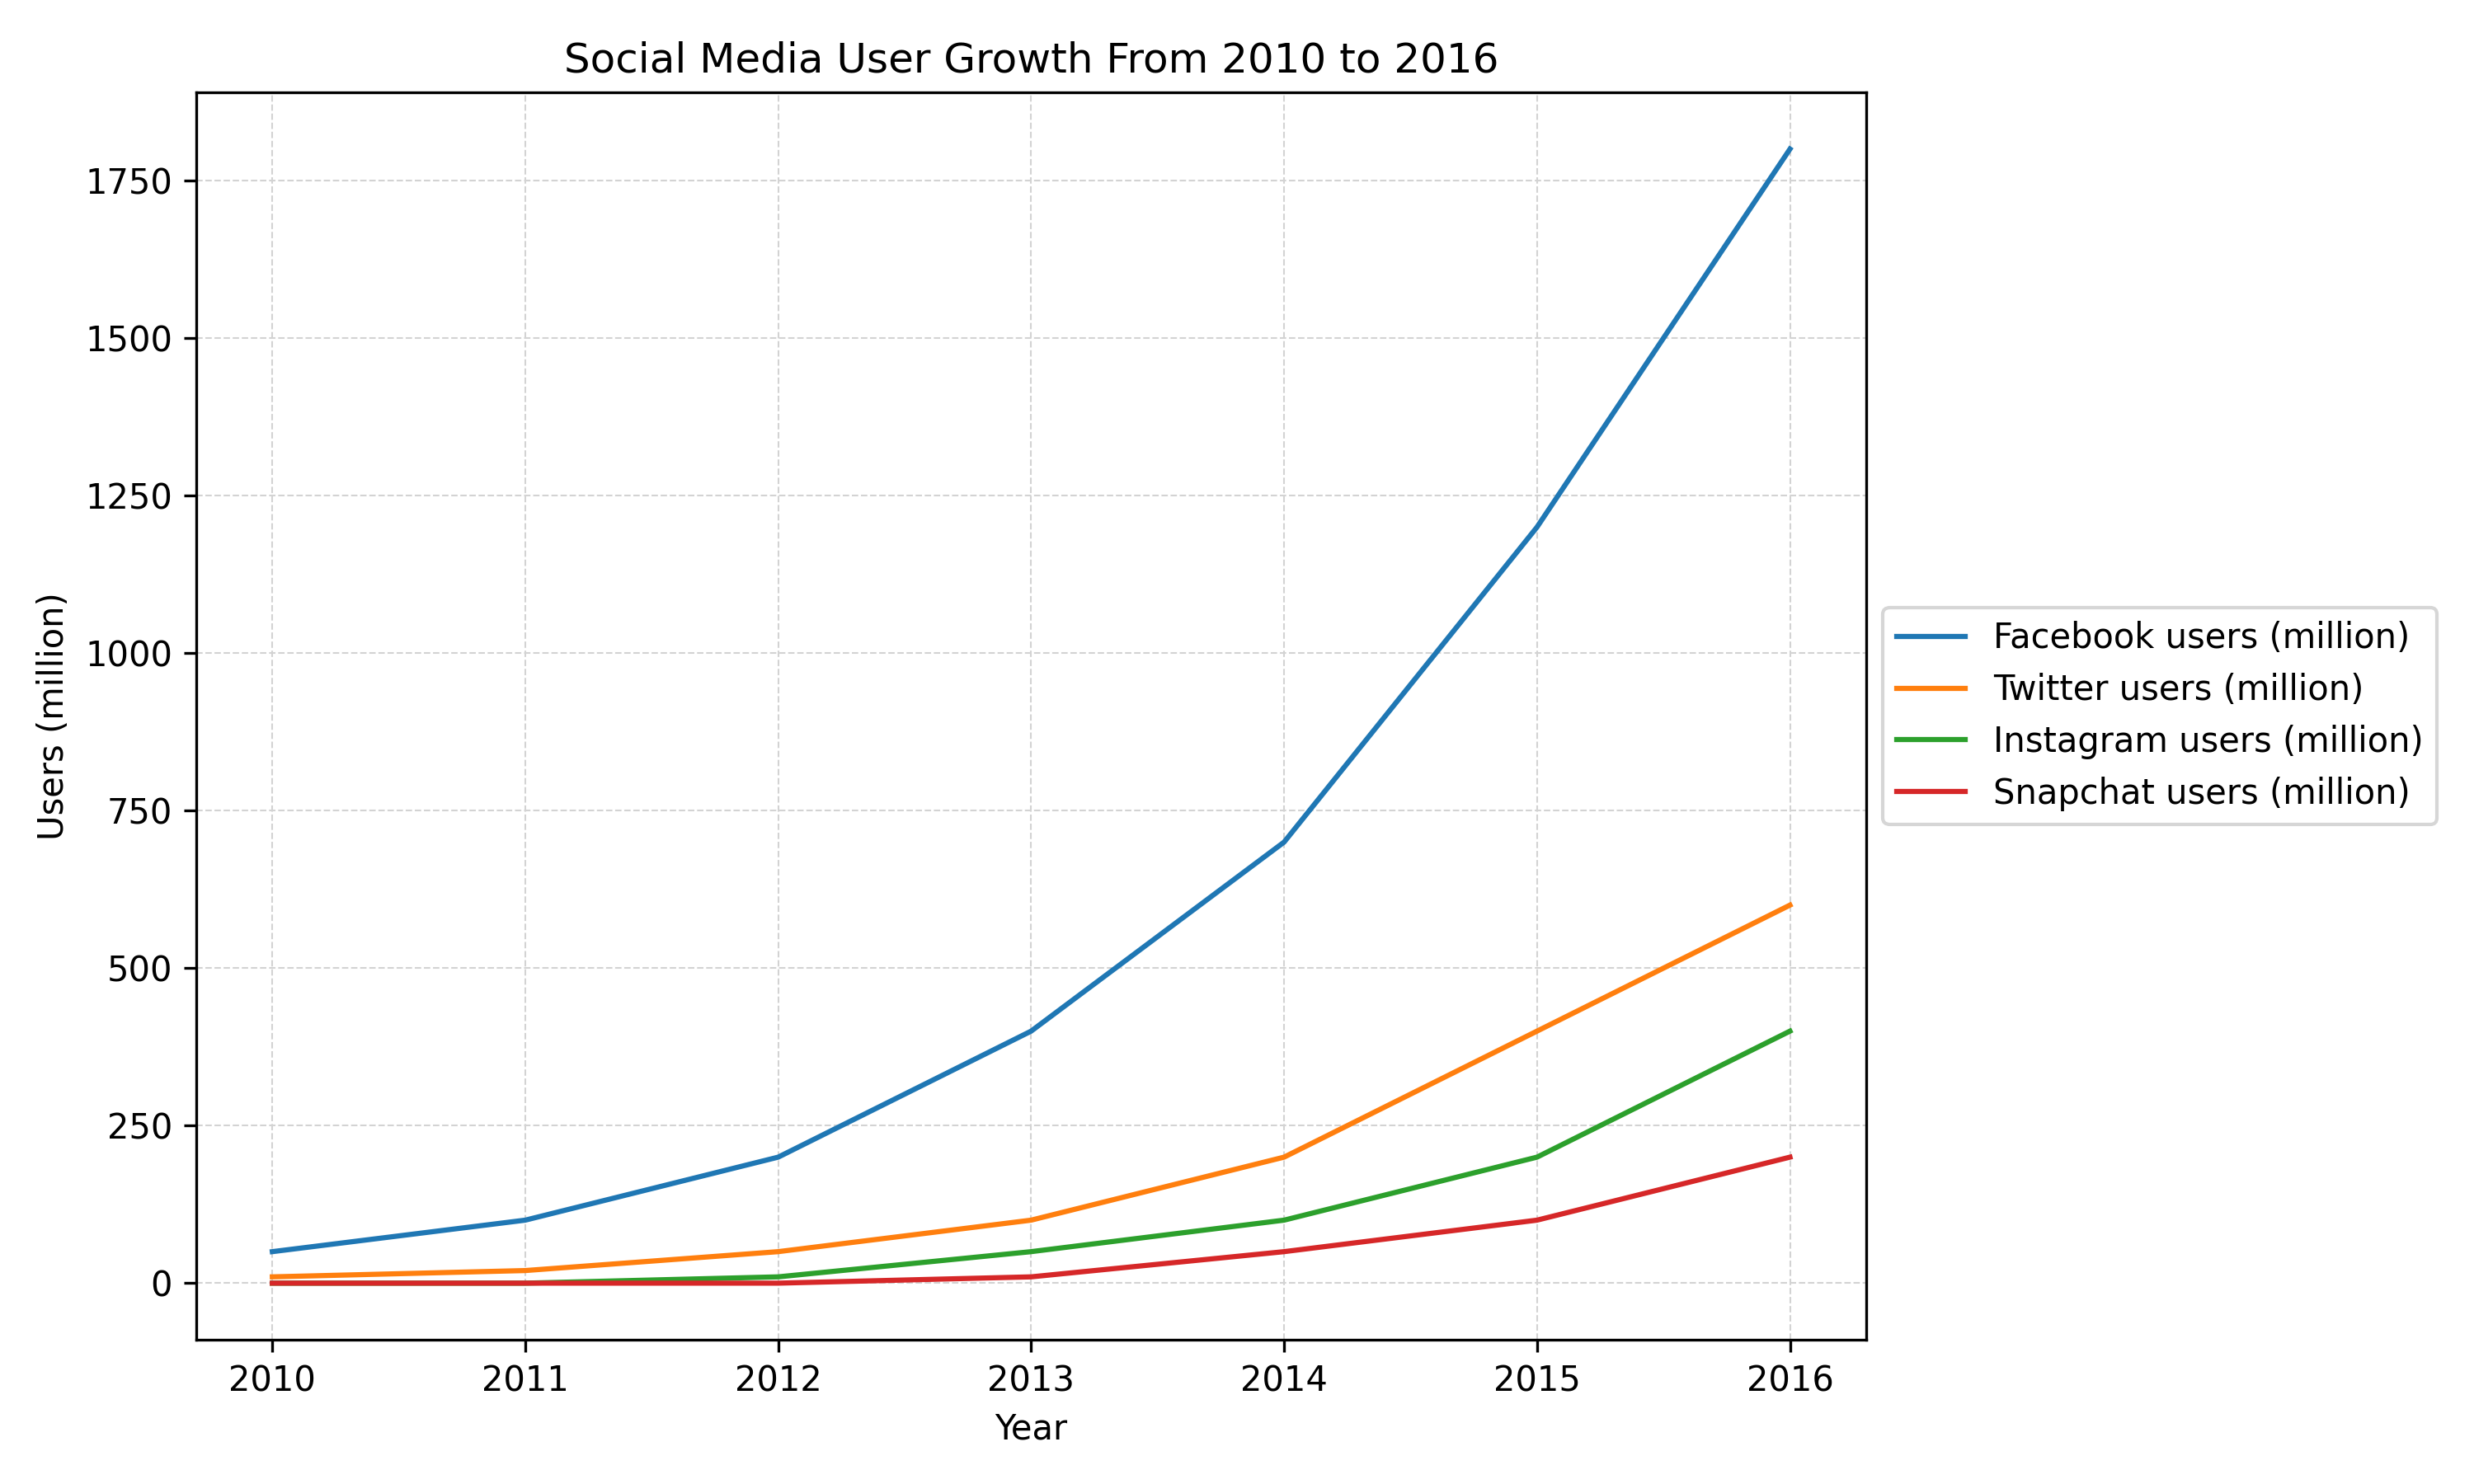 Social Media User Growth From 2010 to 2016
Users (million)
1750
1500
1250
1000
750
500
250
0
2010 2011 2012 2013 2014 2015 2016
Year
Facebook users (million)
Twitter users (million)
Instagram users (million)
Snapchat users (million)